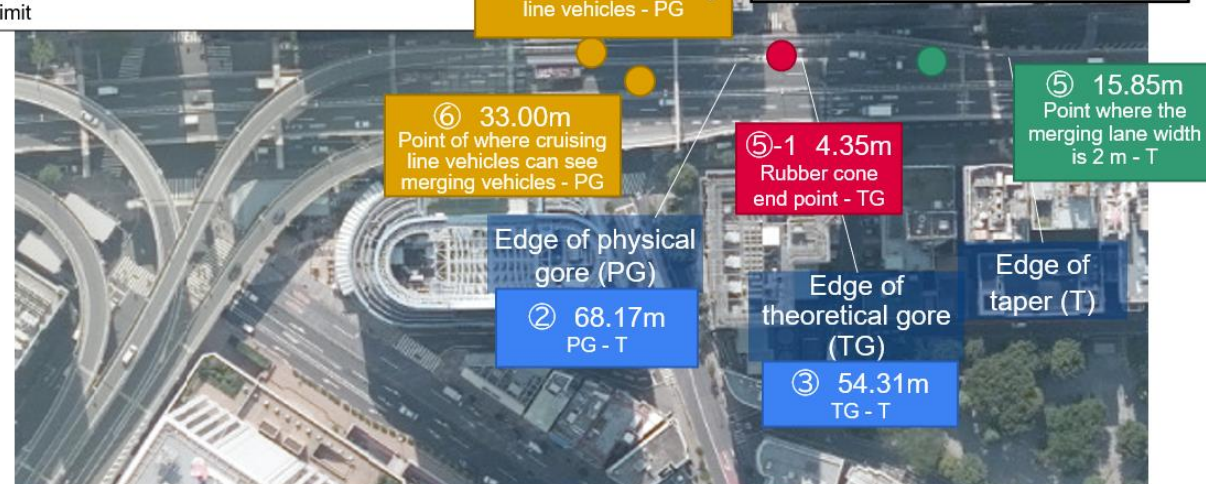 imit
line vehicles - PG
⑥ 33.00m
Point of where cruising
line vehicles can see
merging vehicles - PG
⑤-1 4.35m
Rubber cone
end point - TG
⑤ 15.85m
Point where the
merging lane width
is 2 m - T
Edge of physical
gore (PG)
② 68.17m
PG - T
Edge of
theoretical gore
(TG)
③ 54.31m
TG - T
Edge of
taper (T)